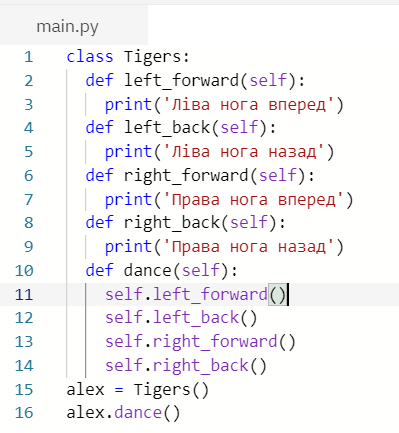 main.py
1 class Tigers:
2   def left_forward(self):
3     print('Ліва нога вперед')
4   def left_back(self):
5     print('Ліва нога назад')
6   def right_forward(self):
7     print('Права нога вперед')
8   def right_back(self):
9     print('Права нога назад')
10   def dance(self):
11     self.left_forward()
12     self.left_back()
13     self.right_forward()
14     self.right_back()
15 alex = Tigers()
16 alex.dance()